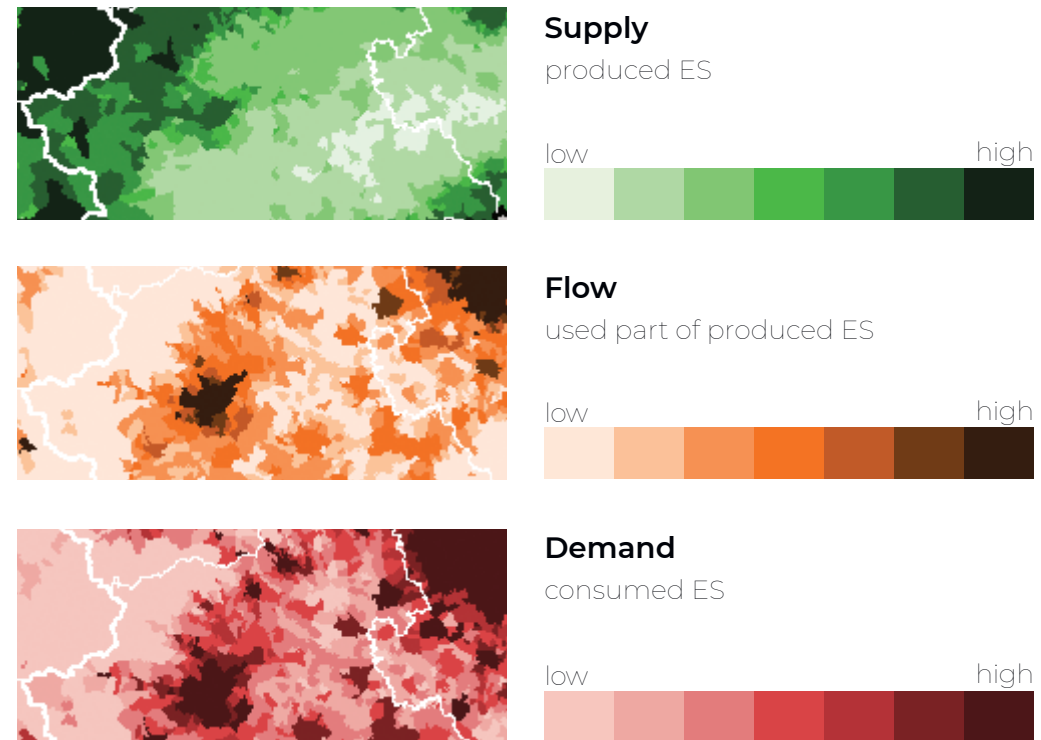 Supply
produced ES
low high
Flow
used part of produced ES
low high
Demand
consumed ES
low high